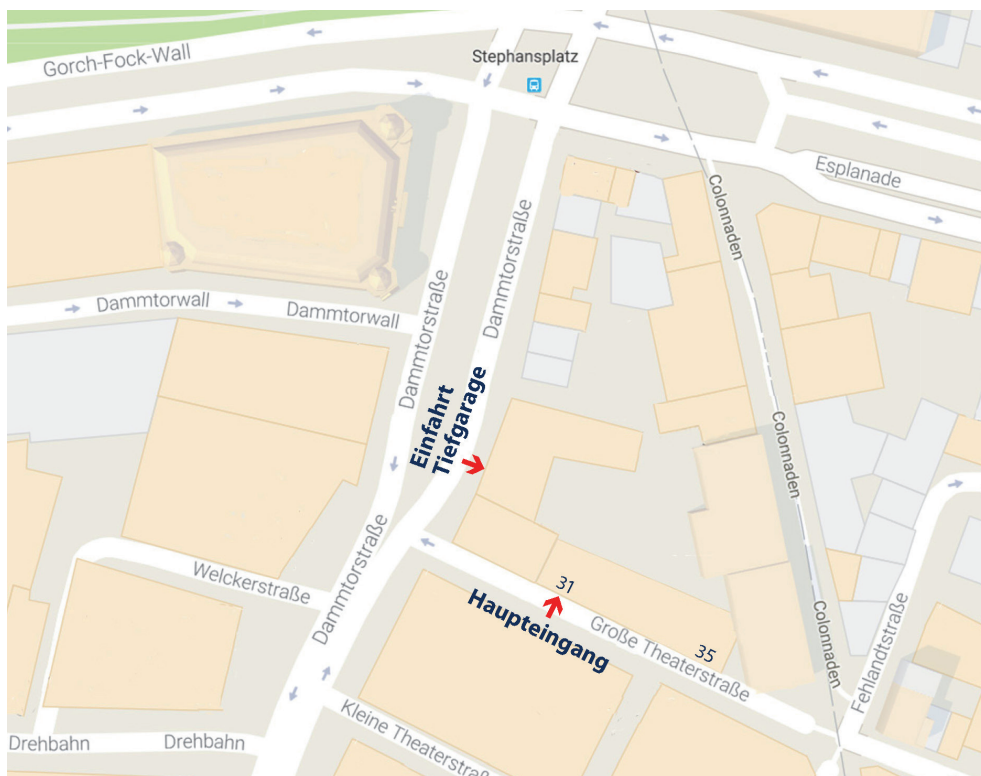 Stephansplatz
Gorch-Fock-Wall
Esplanade
Colonnaden
Dammtorstraße
Dammtorstraße
Dammtorwall
Dammtorwall
Einfahrt
Tiefgarage
Colonnaden
Dammtorstraße
Welckerstraße
31
Haupteingang
Große Theaterstraße
35
Colonnaden
Fehlandtstraße
Kleine Theaterstraß
Drehbahn
Drehbahn